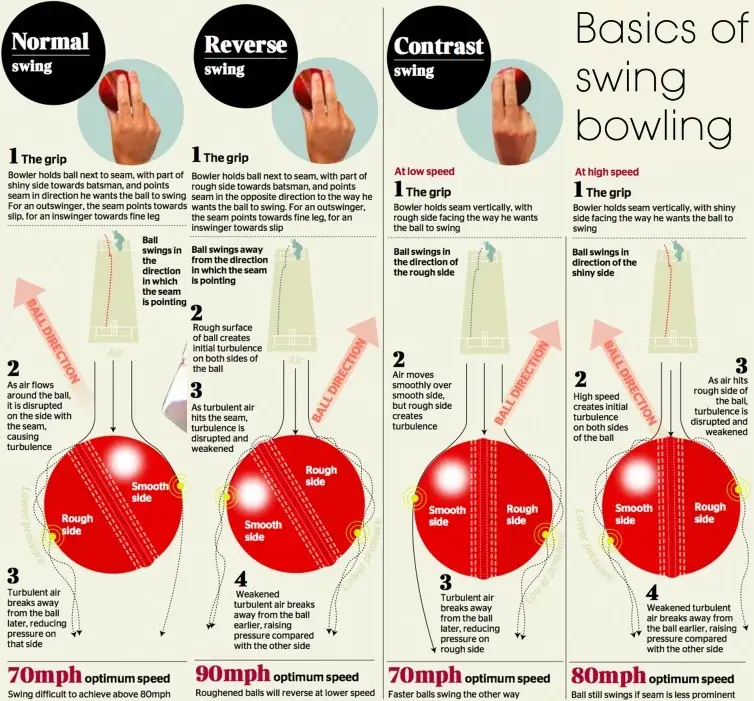 Basics of
swing
bowling
Normal
swing
1 The grip
Bowler holds ball next to seam, with part of
shiny side towards batsman, and points
seam in direction he wants the ball to swing
For an outswinger, the seam points towards
slip, for an inswinger towards fine leg
Ball
swings in
the
direction
in which
the seam
is pointing
BALL DIRECTION
Air
2
As air flows
around the ball,
it is disrupted
on the side with
the seam,
causing
turbulence
Smooth
side
Rough
side
Lower pressure
3
Turbulent air
breaks away
from the ball
later, reducing
pressure on
that side
70mph optimum speed
Swing difficult to achieve above 80mph
Reverse
swing
1 The grip
Bowler holds ball next to seam, with part of
rough side towards batsman, and points
seam in the opposite direction to the way he
wants the ball to swing. For an outswinger,
the seam points towards fine leg, for an
inswinger towards slip
Ball swings away
from the direction
in which the seam
is pointing
2
Rough surface
of ball creates
initial turbulence
on both sides of
the ball
Air
BALL DIRECTION
3
As turbulent air
hits the seam,
turbulence is
disrupted and
weakened
Rough
side
Smooth
side
Lower pressure
4
Weakened
turbulent air breaks
away from the ball
earlier, raising
pressure compared
with the other side
90mph optimum speed
Roughened balls will reverse at lower speed
Contrast
swing
At low speed
1 The grip
Bowler holds seam vertically, with
rough side facing the way he wants
the ball to swing
Ball swings in
the direction of
the rough side
2
Air moves
smoothly over
smooth side,
but rough side
creates
turbulence
BALL DIRECTION
Smooth
side
Rough
side
Lower pressure
3
Turbulent air
breaks away
from the ball
later, reducing
pressure on
rough side
70mph optimum speed
Faster balls swing the other way
At high speed
1 The grip
Bowler holds seam vertically, with shiny
side facing the way he wants the ball to
swing
Ball swings in
direction of the
shiny side
BALL DIRECTION
2
High speed
creates initial
turbulence
on both sides
of the ball
3
As air hits
rough side of
the ball,
turbulence is
disrupted and
weakened
Smooth
side
Rough
side
Lower pressure
4
Weakened turbulent
air breaks away from
the ball earlier, raising
pressure compared
with the other side
80mph optimum speed
Ball still swings if seam is less prominent